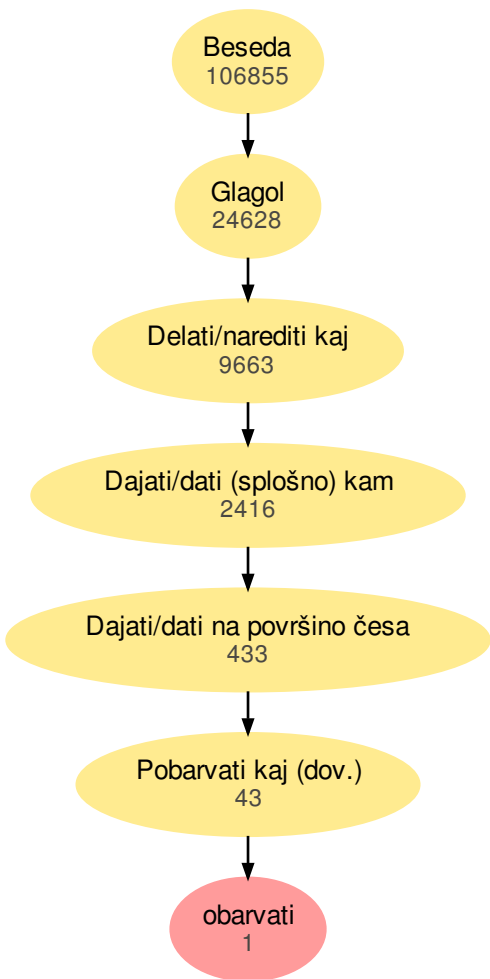 Beseda
106855
Glagol
24628
Delati/narediti kaj
9663
Dajati/dati (splošno) kam
2416
Dajati/dati na površino česa
433
Pobarvati kaj (dov.)
43
obarvati
1